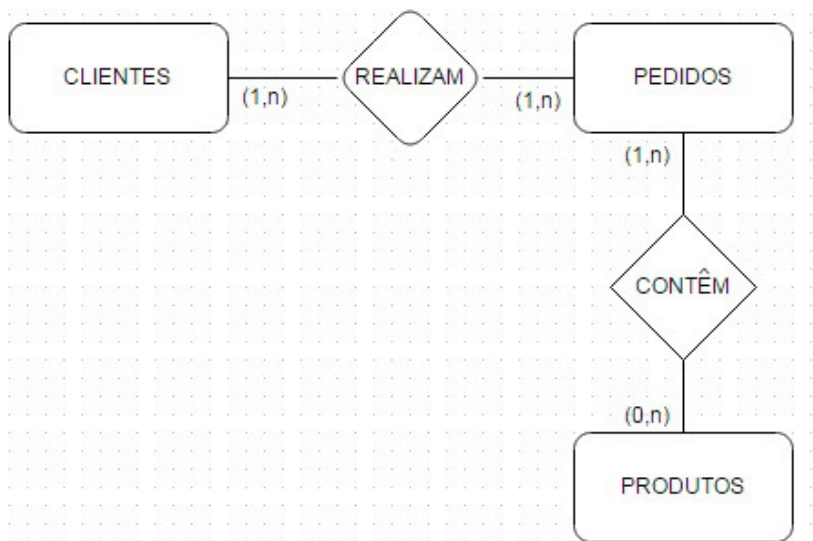 CLIENTES
(1,n)
REALIZAM
(1,n)
PEDIDOS
(1,n)
CONTÊM
(0,n)
PRODUTOS